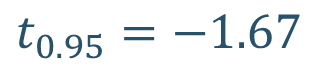 t₀.₉₅ = −1.67